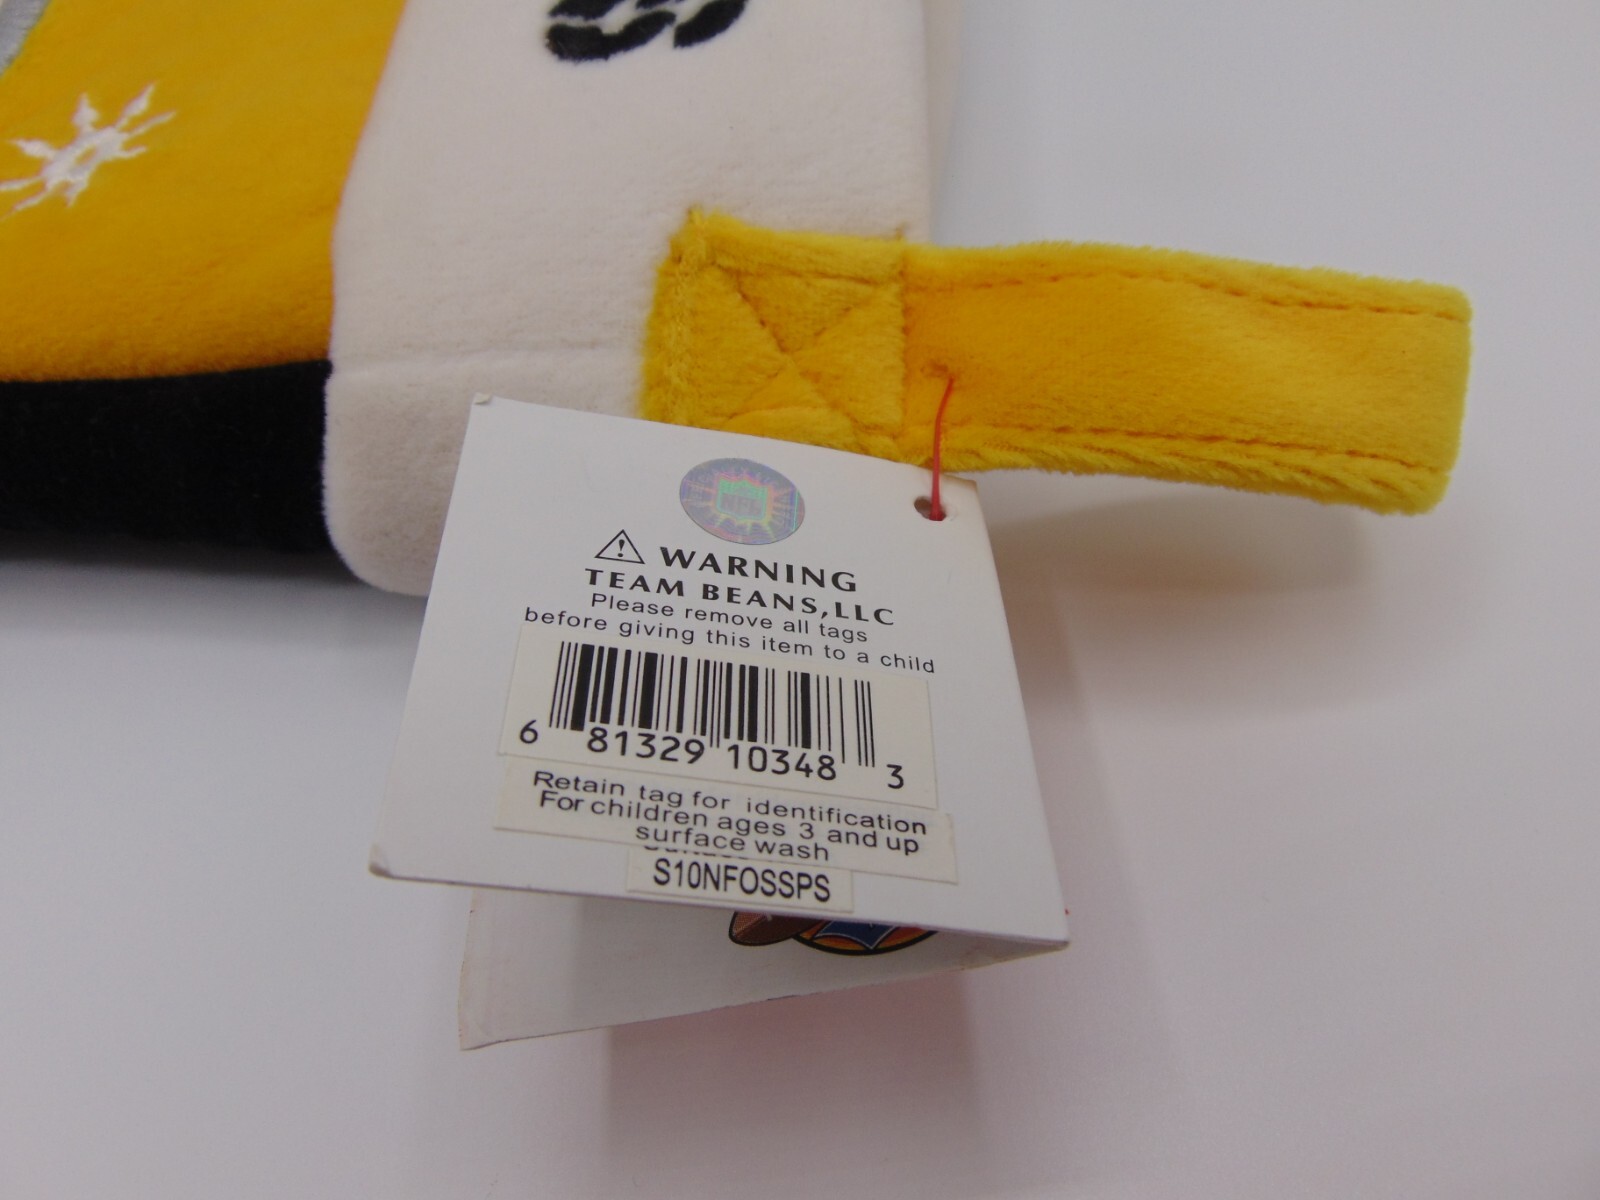 NFL
WARNING
TEAM BEANS,LLC
Please remove all tags
before giving this item to a child
6 81329 10348 3
Retain tag for identification
For children ages 3 and up
surface wash
S10NFOSSPS